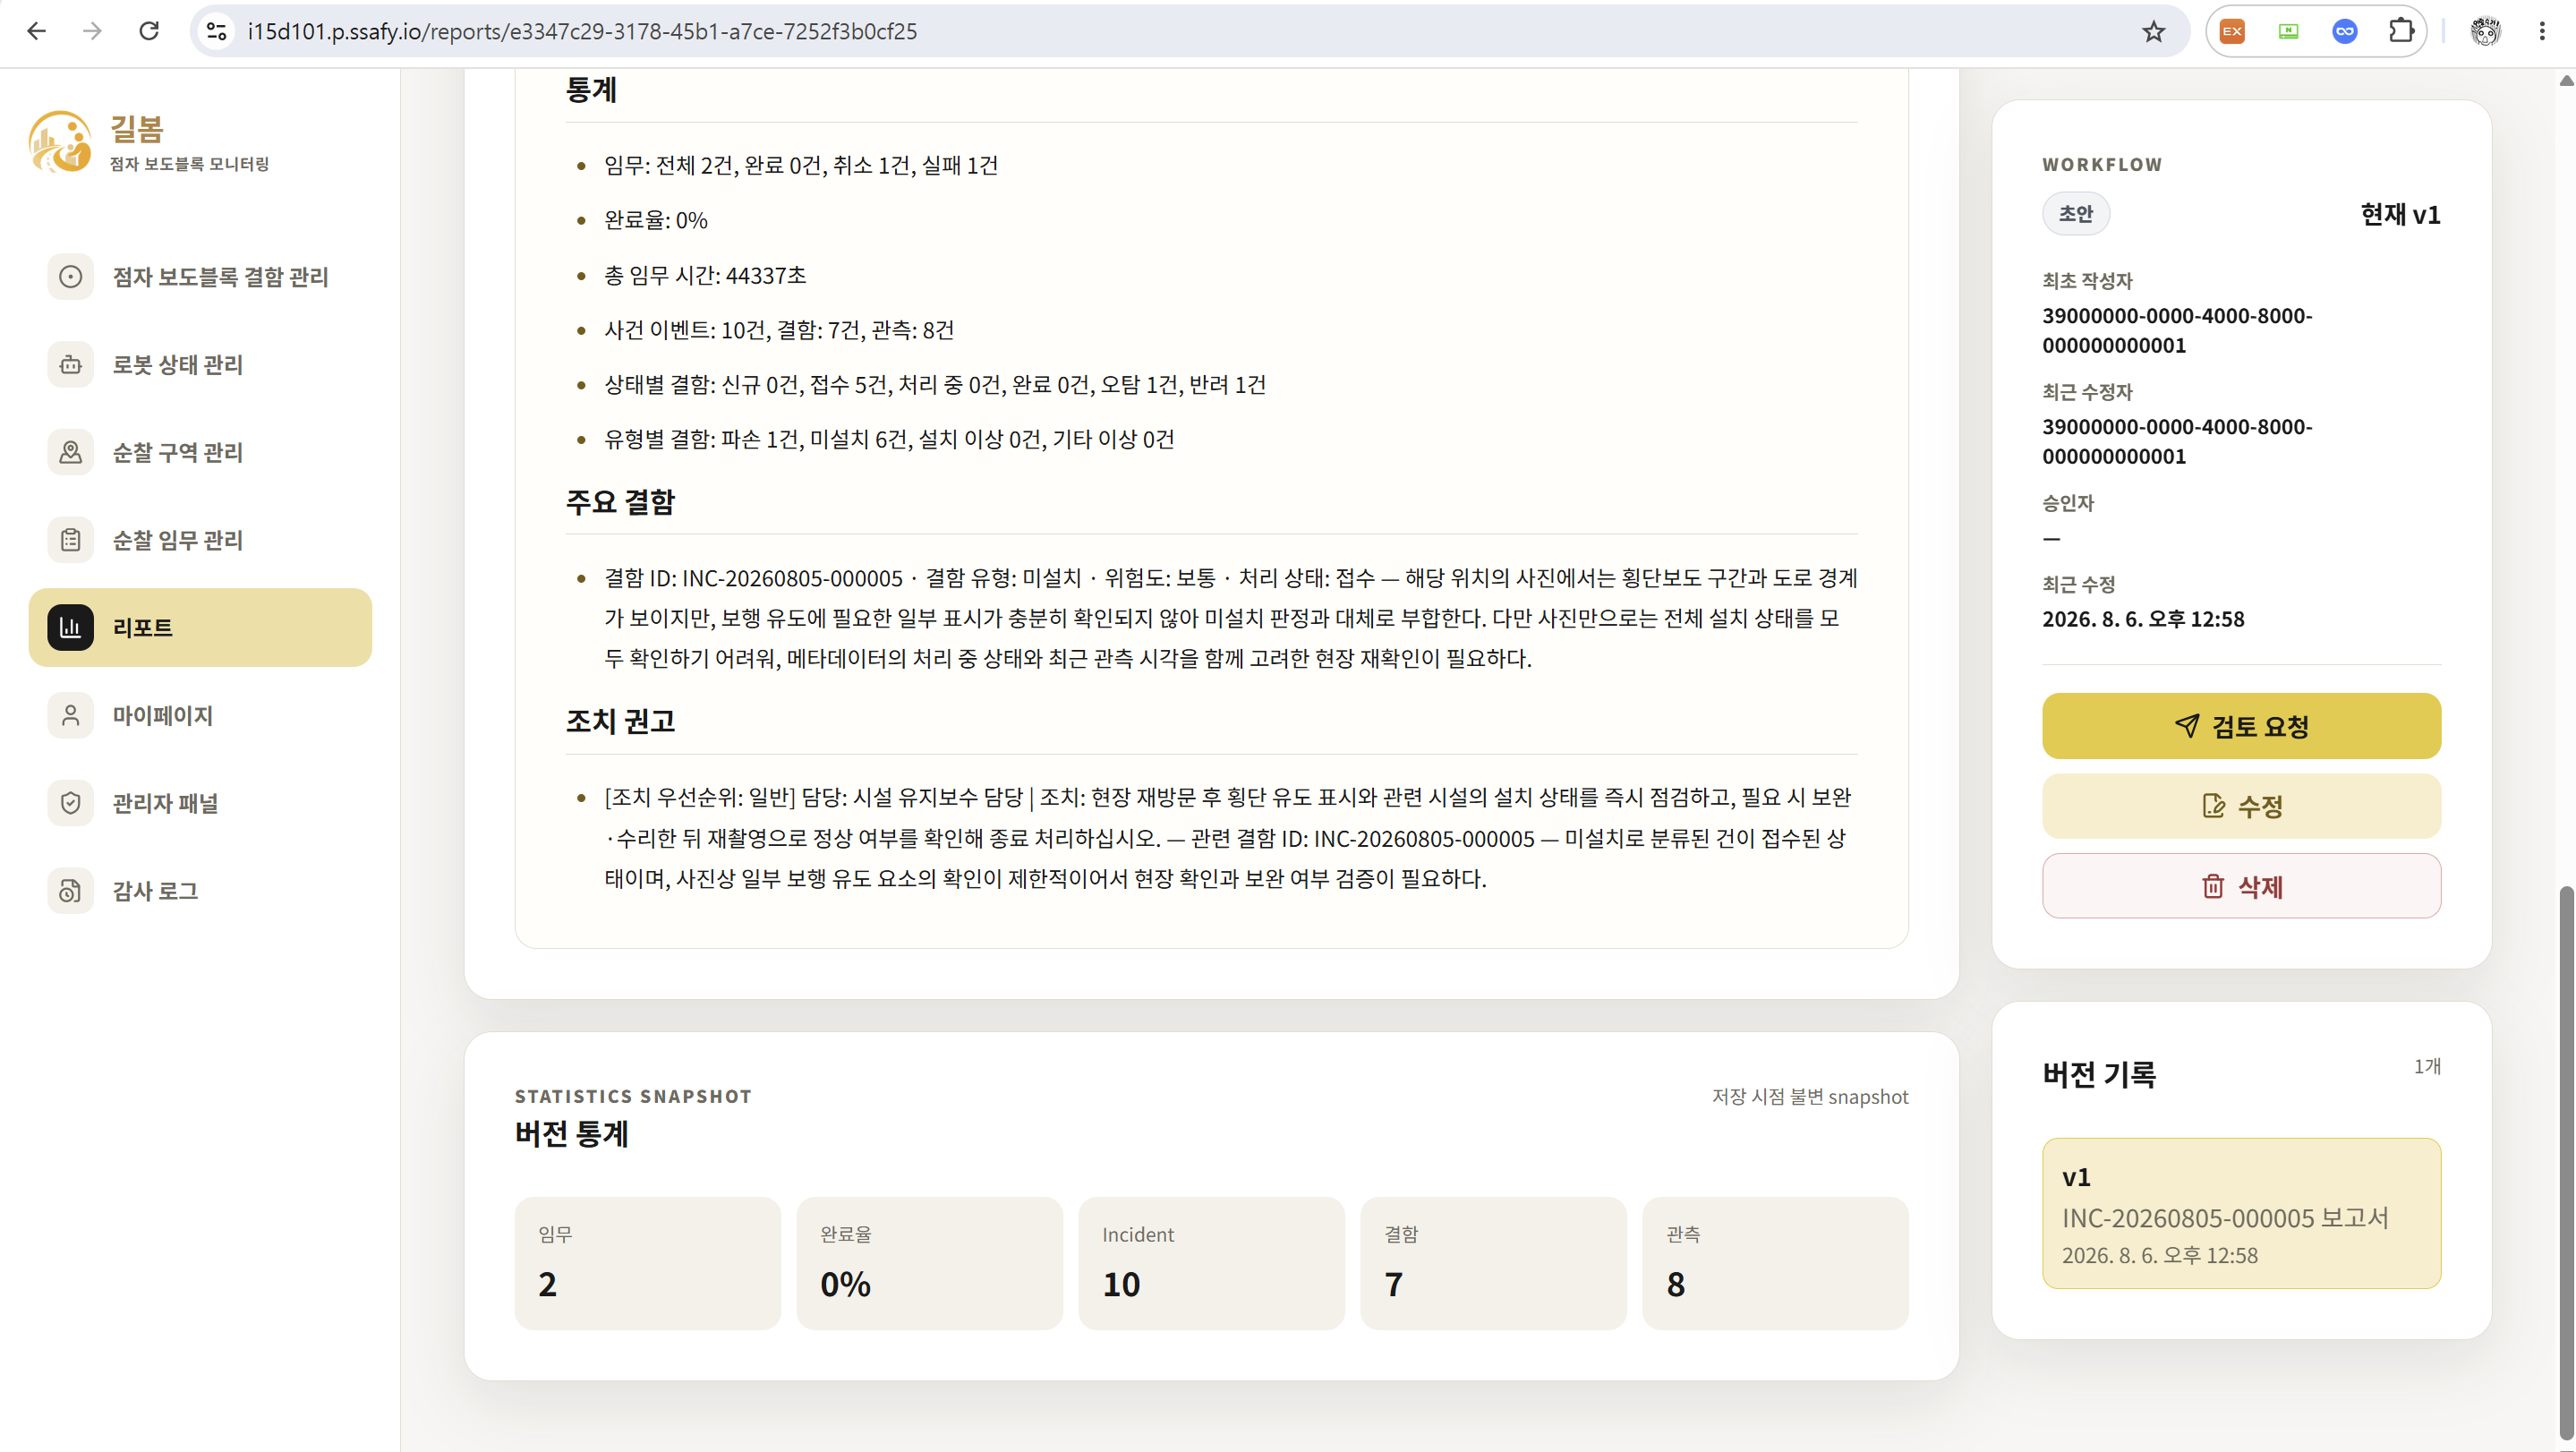 i15d101.p.ssafy.io/reports/e3347c29-3178-45b1-a7ce-7252f3b0cf25
EX
N
길봄
점자 보도블록 모니터링
점자 보도블록 결함 관리
로봇 상태 관리
순찰 구역 관리
순찰 임무 관리
리포트
마이페이지
관리자 패널
감사 로그
통계
임무: 전체 2건, 완료 0건, 취소 1건, 실패 1건
완료율: 0%
총 임무 시간: 44337초
사건 이벤트: 10건, 결함: 7건, 관측: 8건
상태별 결함: 신규 0건, 접수 5건, 처리 중 0건, 완료 0건, 오탐 1건, 반려 1건
유형별 결함: 파손 1건, 미설치 6건, 설치 이상 0건, 기타 이상 0건
주요 결함
결함 ID: INC-20260805-000005 · 결함 유형: 미설치 · 위험도: 보통 · 처리 상태: 접수 — 해당 위치의 사진에서는 횡단보도 구간과 도로 경계
가 보이지만, 보행 유도에 필요한 일부 표시가 충분히 확인되지 않아 미설치 판정과 대체로 부합한다. 다만 사진만으로는 전체 설치 상태를 모
두 확인하기 어려워, 메타데이터의 처리 중 상태와 최근 관측 시각을 함께 고려한 현장 재확인이 필요하다.
조치 권고
[조치 우선순위: 일반] 담당: 시설 유지보수 담당 | 조치: 현장 재방문 후 횡단 유도 표시와 관련 시설의 설치 상태를 즉시 점검하고, 필요 시 보완
·수리한 뒤 재촬영으로 정상 여부를 확인해 종료 처리하십시오. — 관련 결함 ID: INC-20260805-000005 — 미설치로 분류된 건이 접수된 상
태이며, 사진상 일부 보행 유도 요소의 확인이 제한적이어서 현장 확인과 보완 여부 검증이 필요하다.
STATISTICS SNAPSHOT
저장 시점 불변 snapshot
버전 통계
임무
2
완료율
0%
Incident
10
결함
7
관측
8
WORKFLOW
초안
현재 v1
최초 작성자
39000000-0000-4000-8000-
000000000001
최근 수정자
39000000-0000-4000-8000-
000000000001
승인자
—
최근 수정
2026. 8. 6. 오후 12:58
검토 요청
수정
삭제
버전 기록
1개
v1
INC-20260805-000005 보고서
2026. 8. 6. 오후 12:58